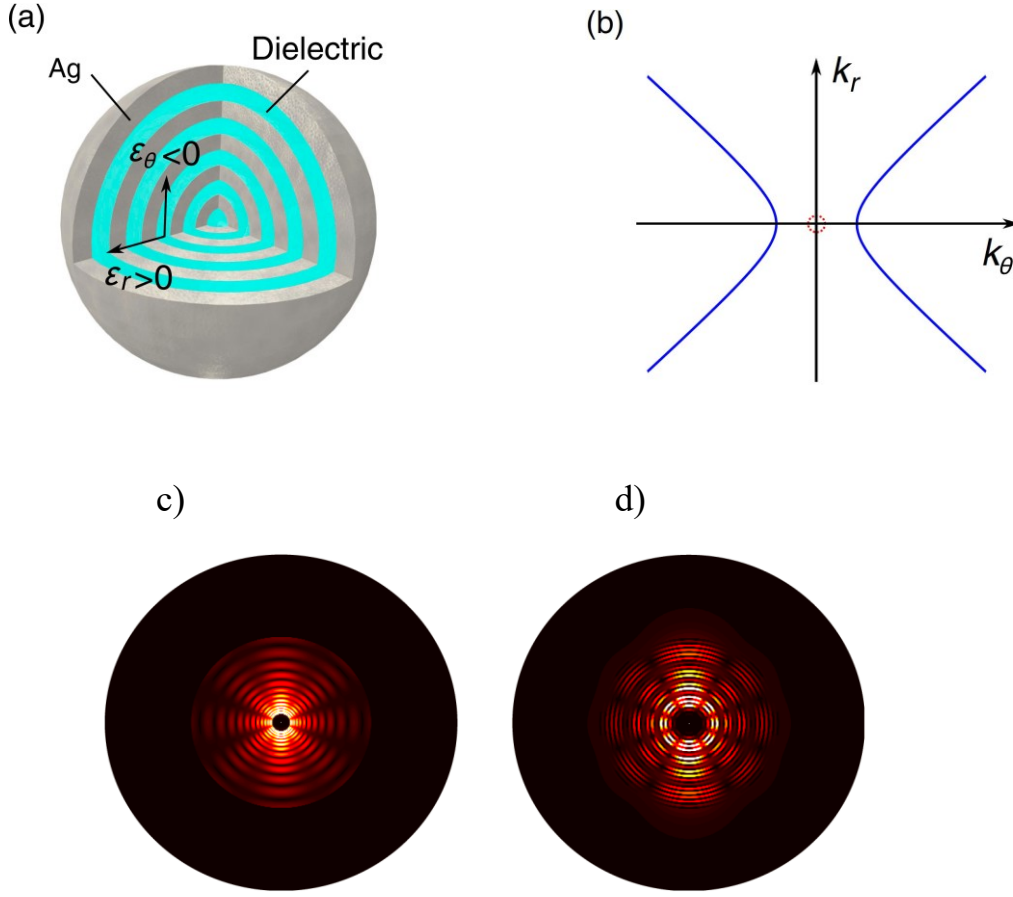 (a)
Ag
Dielectric
εθ<0
εr>0
(b)
kr
kθ
c)
d)